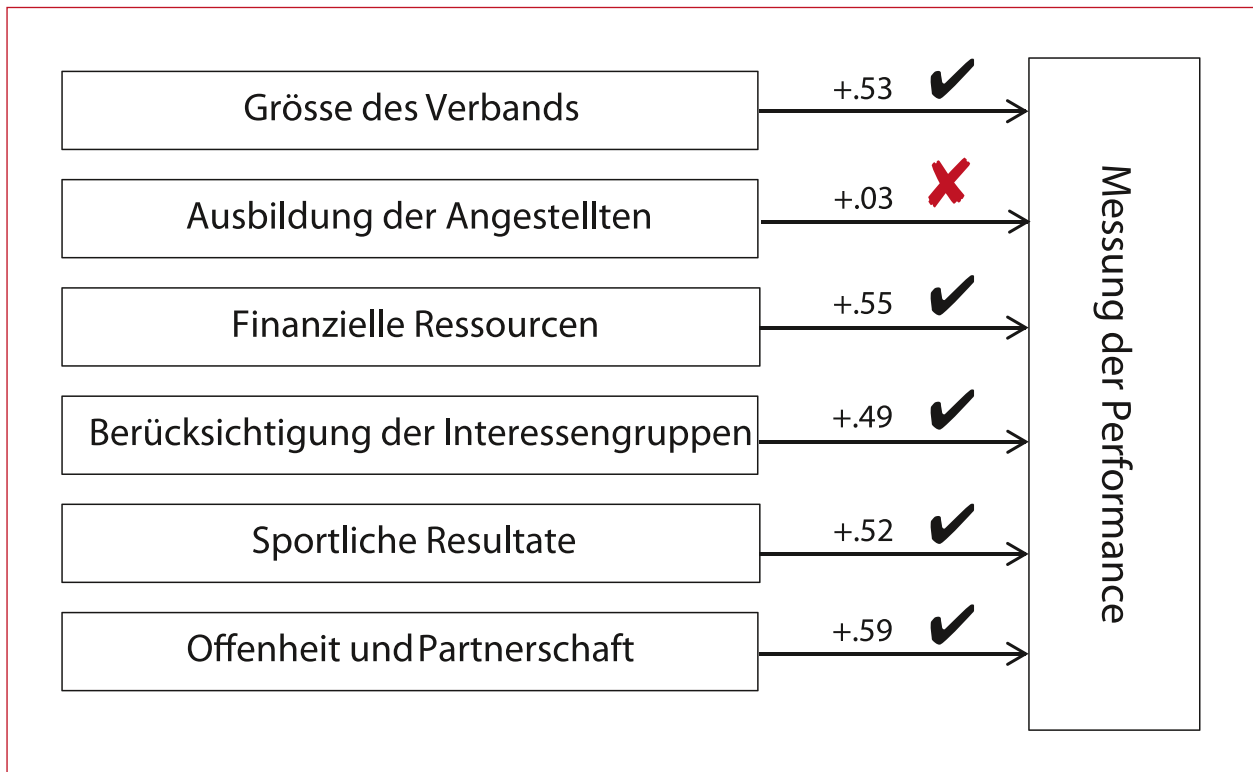 Grösse des Verbands
+.53 ✔
Ausbildung der Angestellten
+.03 ✘
Finanzielle Ressourcen
+.55 ✔
Berücksichtigung der Interessengruppen
+.49 ✔
Sportliche Resultate
+.52 ✔
Offenheit und Partnerschaft
+.59 ✔
Messung der Performance